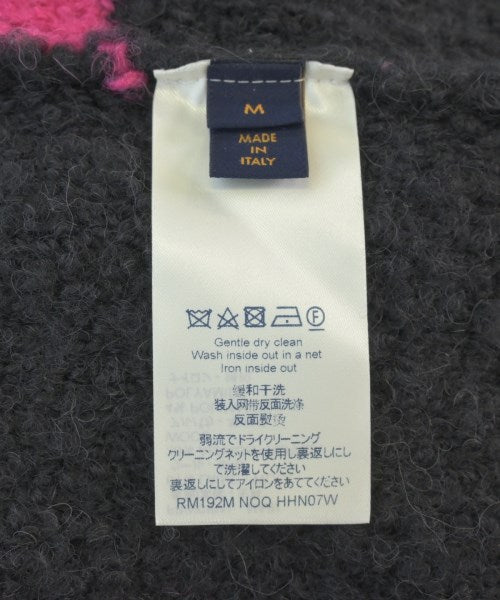 M
MADE
IN
ITALY
F
Gentle dry clean
Wash inside out in a net
Iron inside out
缓和干洗
装入网带反面洗涤
反面熨烫
弱流でドライクリーニング
クリーニングネットを使用し裏返しにし
て洗濯してください
裏返しにしてアイロンをあてください
RM192M NOQ HHN07W